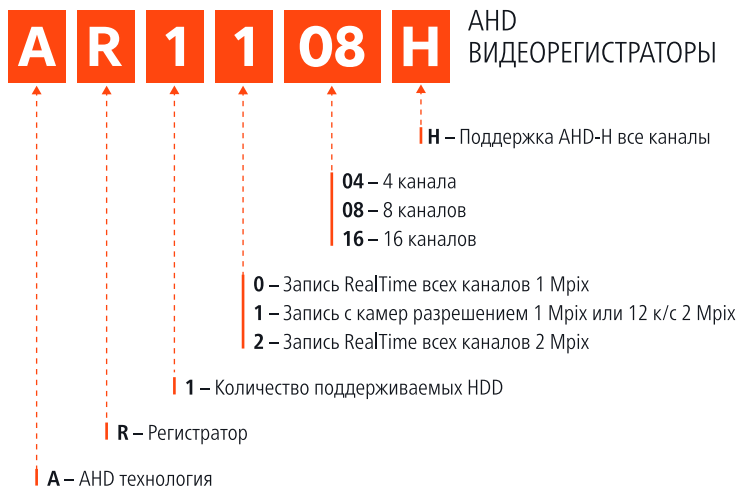 A R 1 1 08 H
AHD
ВИДЕОРЕГИСТРАТОРЫ
H – Поддержка AHD-H все каналы
04 – 4 канала
08 – 8 каналов
16 – 16 каналов
0 – Запись RealTime всех каналов 1 Mpix
1 – Запись с камер разрешением 1 Mpix или 12 к/с 2 Mpix
2 – Запись RealTime всех каналов 2 Mpix
1 – Количество поддерживаемых HDD
R – Регистратор
A – AHD технология